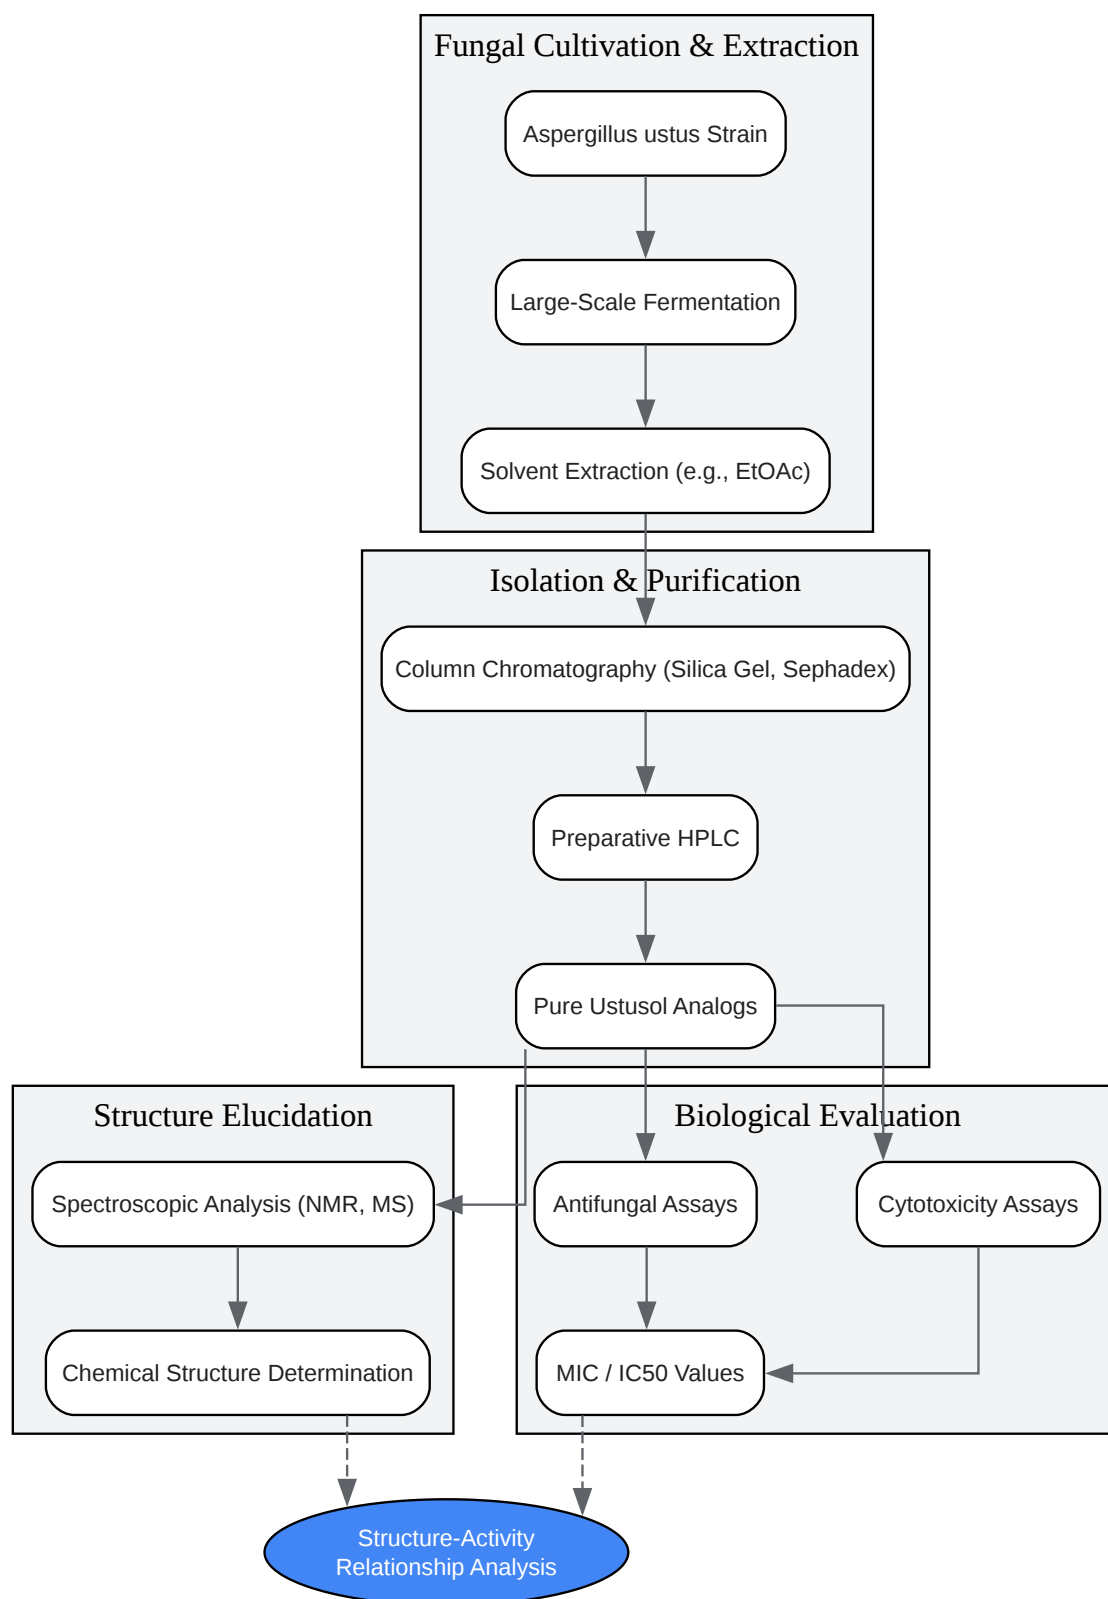 Fungal Cultivation & Extraction
Aspergillus ustus Strain
Large-Scale Fermentation
Solvent Extraction (e.g., EtOAc)
Isolation & Purification
Column Chromatography (Silica Gel, Sephadex)
Preparative HPLC
Pure Ustusol Analogs
Structure Elucidation
Biological Evaluation
Spectroscopic Analysis (NMR, MS)
Antifungal Assays
Cytotoxicity Assays
Chemical Structure Determination
MIC / IC50 Values
Structure-Activity
Relationship Analysis